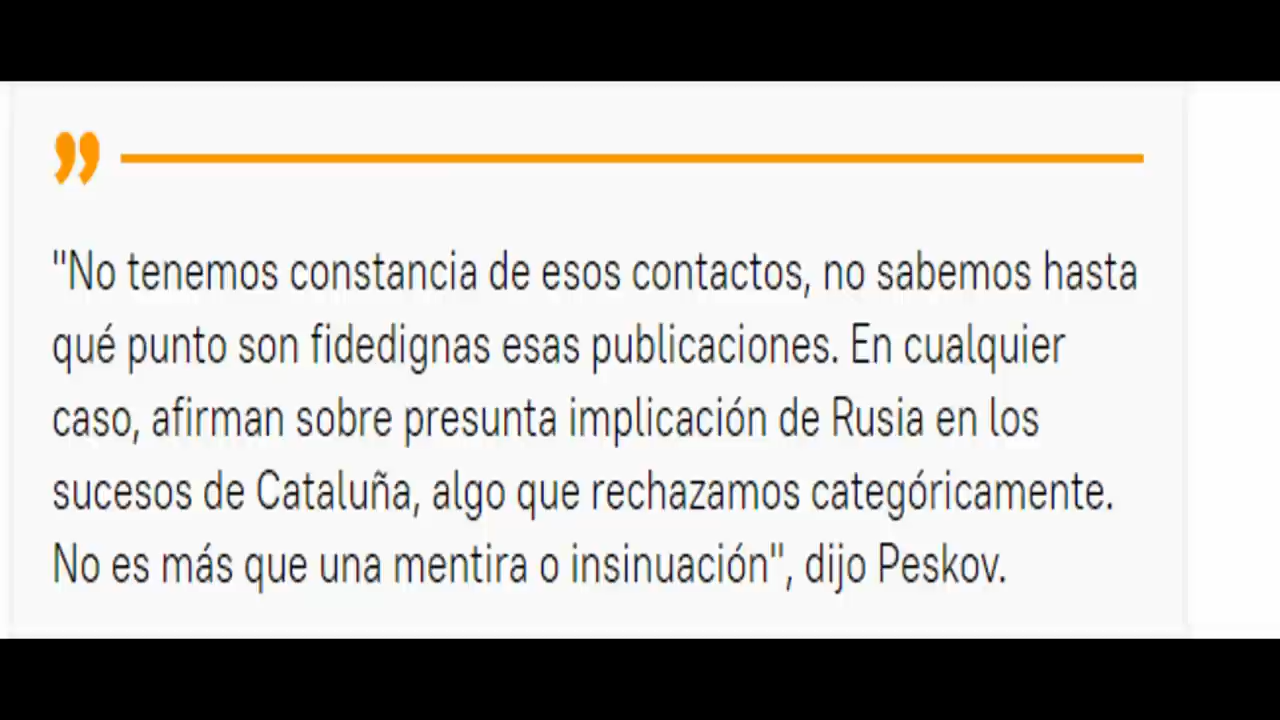 "No tenemos constancia de esos contactos, no sabemos hasta
qué punto son fidedignas esas publicaciones. En cualquier
caso, afirman sobre presunta implicación de Rusia en los
sucesos de Cataluña, algo que rechazamos categóricamente.
No es más que una mentira o insinuación", dijo Peskov.